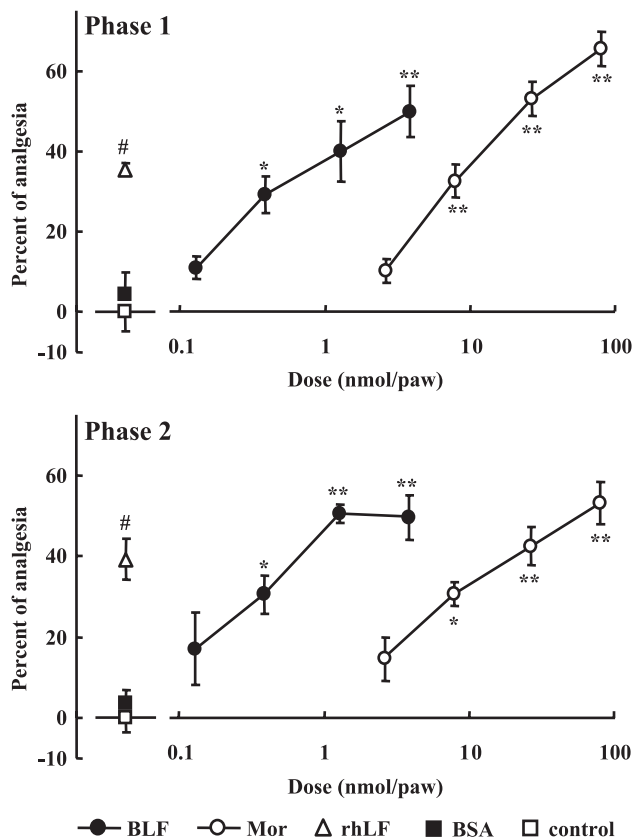 Phase 1
Percent of analgesia
60
40
20
0
-10
#
*
*
**
**
**
**
0.1 1 10 100
Dose (nmol/paw)
Phase 2
Percent of analgesia
60
40
20
0
-10
#
*
**
**
*
**
**
0.1 1 10 100
Dose (nmol/paw)
BLF Mor rhLF BSA control